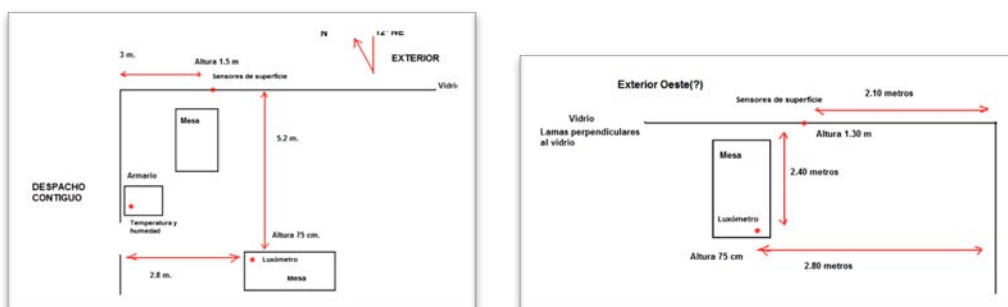 N
12° NE
3 m.
Altura 1.5 m
EXTERIOR
Sensores de superficie
Vidrio
Mesa
5.2 m.
Armario
DESPACHO
CONTIGUO
Temperatura y
humedad
Altura 75 cm.
2.8 m.
Luxómetro
Mesa
Exterior Oeste(?)
Sensores de superficie
2.10 metros
Vidrio
Lamas perpendiculares
al vidrio
Altura 1.30 m
Mesa
2.40 metros
Luxómetro
Altura 75 cm
2.80 metros